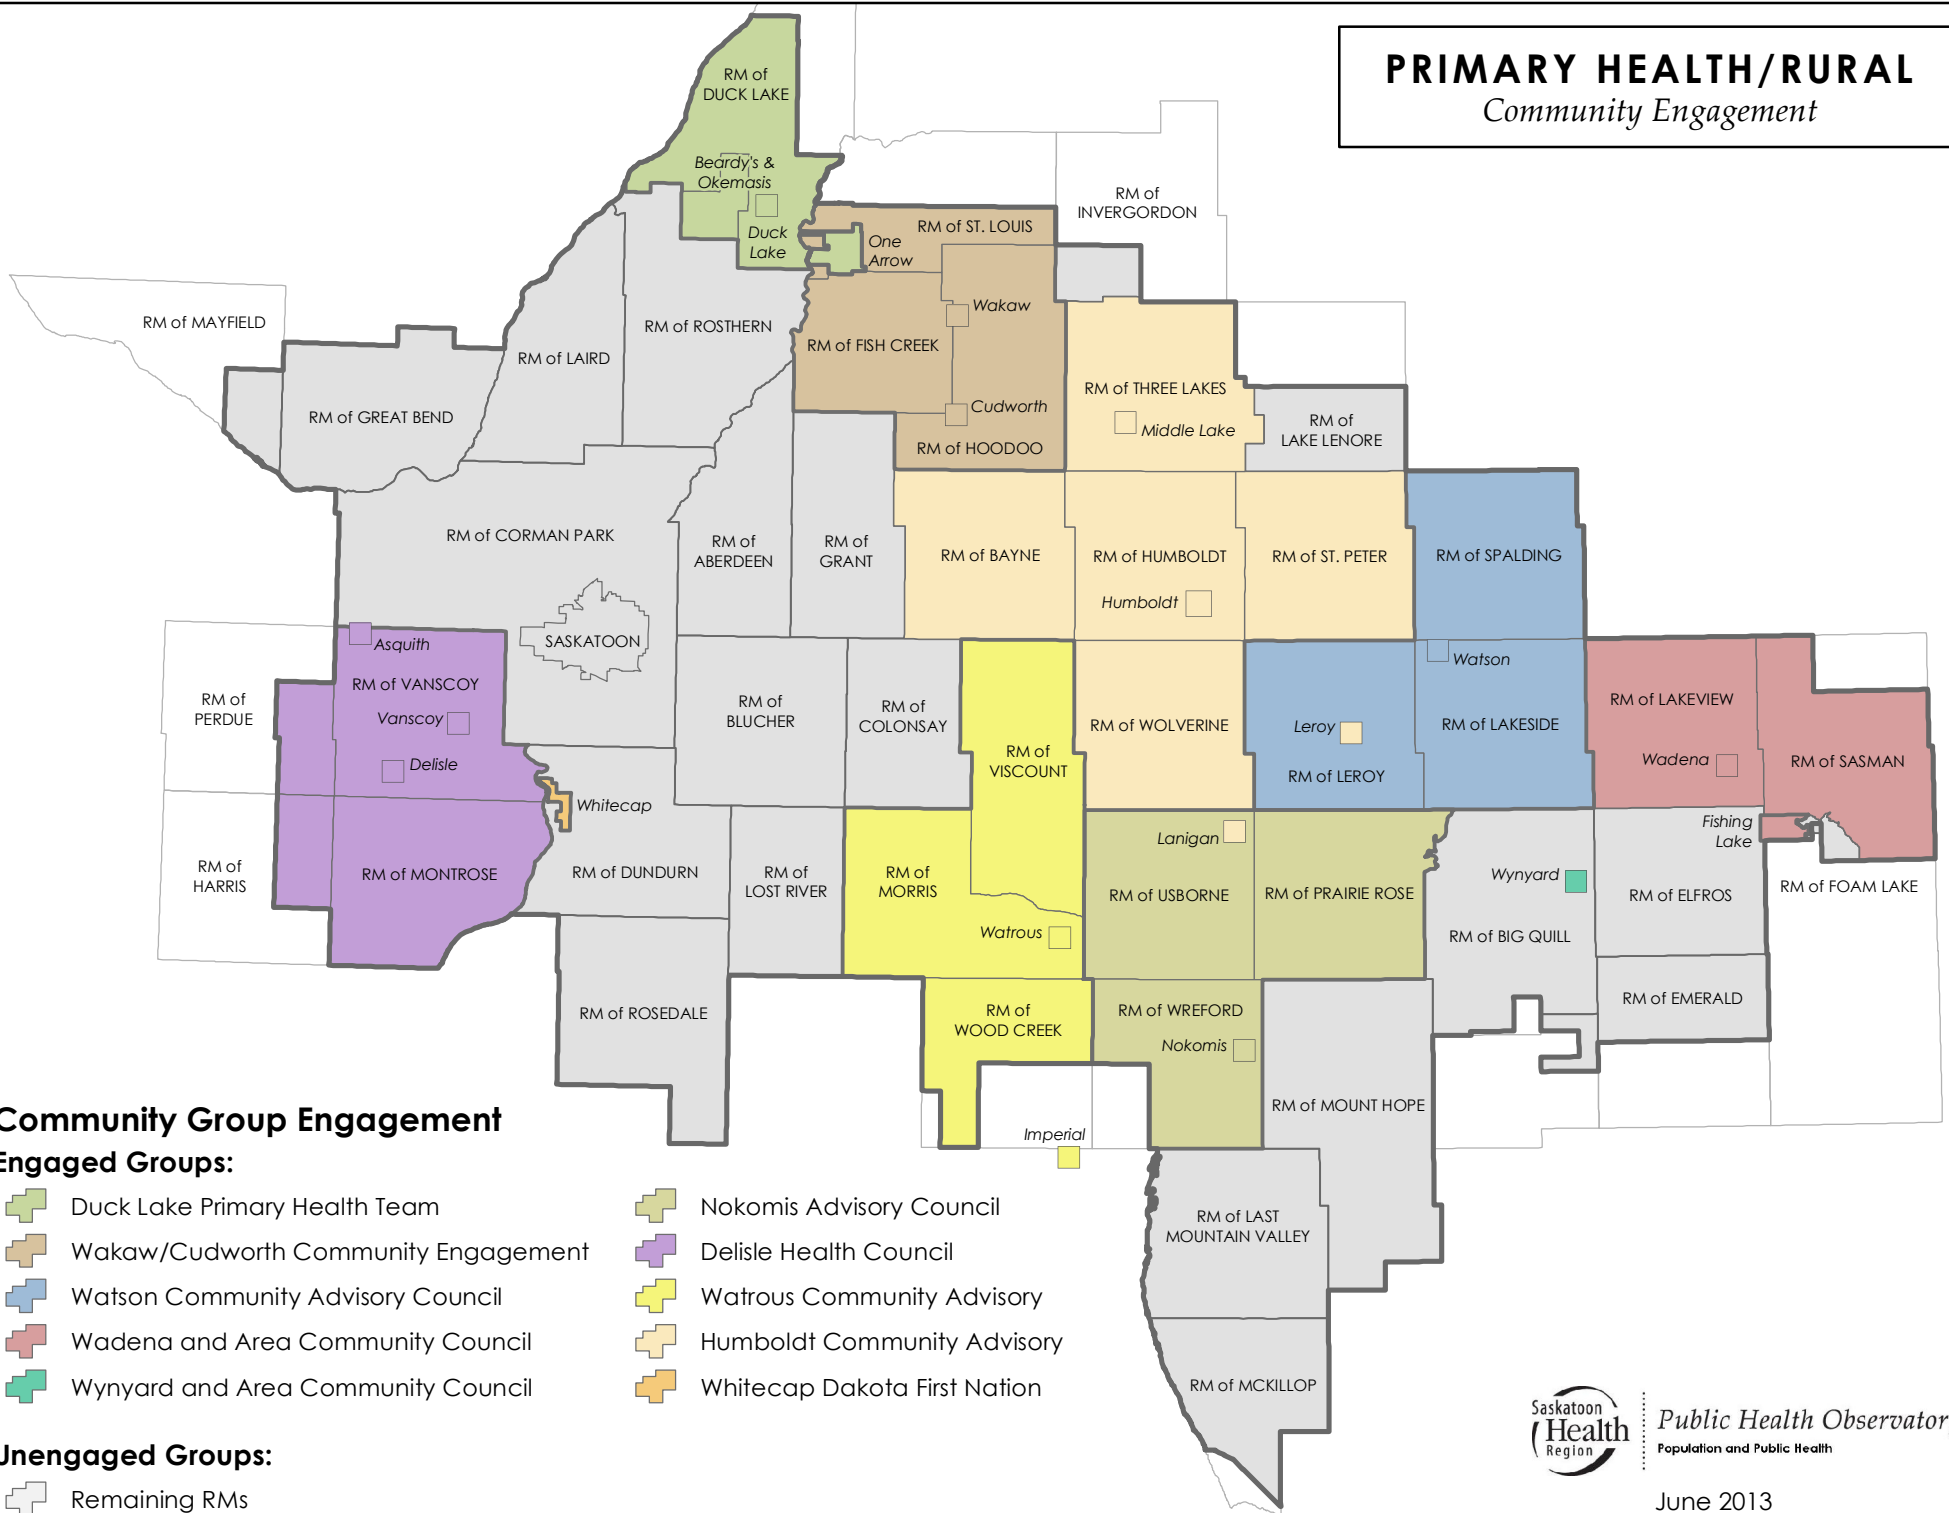 PRIMARY HEALTH/RURAL
Community Engagement
RM of
DUCK LAKE
Beardy's &
Okemasis
Duck
Lake
RM of
INVERGORDON
RM of ST. LOUIS
One
Arrow
Wakaw
RM of MAYFIELD
RM of ROSTHERN
RM of FISH CREEK
RM of LAIRD
RM of THREE LAKES
Cudworth
RM of GREAT BEND
Middle Lake
RM of
LAKE LENORE
RM of HOODOO
RM of CORMAN PARK
RM of
ABERDEEN
RM of
GRANT
RM of BAYNE
RM of HUMBOLDT
RM of ST. PETER
RM of SPALDING
Humboldt
Asquith
SASKATOON
Watson
RM of VANSCOY
RM of
PERDUE
Vanscoy
RM of
BLUCHER
RM of
COLONSAY
RM of WOLVERINE
Leroy
RM of LAKESIDE
RM of LAKEVIEW
RM of
VISCOUNT
Delisle
RM of LEROY
Wadena
RM of SASMAN
Whitecap
Lanigan
Fishing
Lake
RM of
HARRIS
RM of MONTROSE
RM of DUNDURN
RM of
LOST RIVER
RM of
MORRIS
RM of USBORNE
RM of PRAIRIE ROSE
Wynyard
RM of ELFROS
RM of FOAM LAKE
Watrous
RM of BIG QUILL
RM of ROSEDALE
RM of
WOOD CREEK
RM of WREFORD
RM of EMERALD
Nokomis
RM of MOUNT HOPE
Imperial
RM of LAST
MOUNTAIN VALLEY
RM of MCKILLOP
Community Group Engagement
Engaged Groups:
Duck Lake Primary Health Team
Wakaw/Cudworth Community Engagement
Watson Community Advisory Council
Wadena and Area Community Council
Wynyard and Area Community Council
Nokomis Advisory Council
Delisle Health Council
Watrous Community Advisory
Humboldt Community Advisory
Whitecap Dakota First Nation
Unengaged Groups:
Remaining RMs
Saskatoon
Health
Region
Public Health Observator
Population and Public Health
June 2013